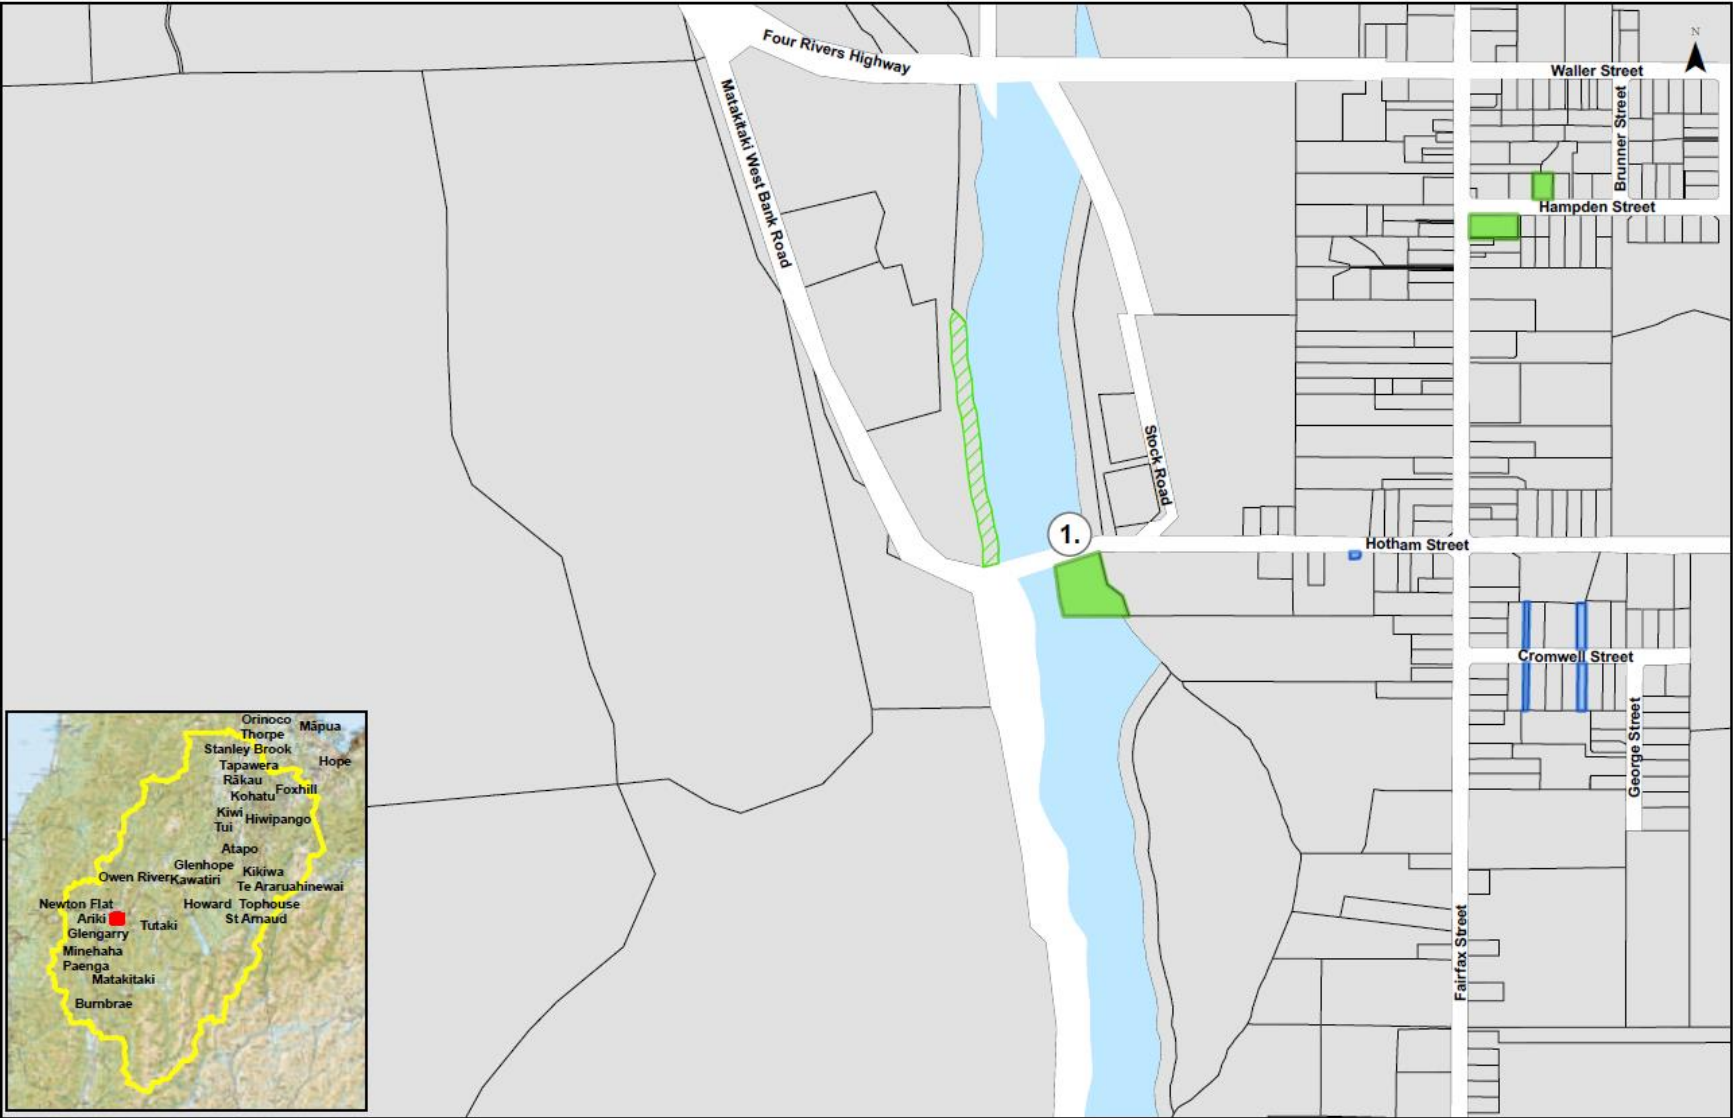 Four Rivers Highway
N
Waller Street
Matakitaki West Bank Road
Brunner Street
Hampden Street
Stock Road
1.
Hotham Street
Cromwell Street
George Street
Fairfax Street
Orinoco
Māpua
Thorpe
Stanley Brook
Hope
Tapawera
Rākau
Foxhill
Kohatu
Kiwi
Hiwipango
Tui
Atapo
Glenhope
Kikiwa
Owen River
Kawatiri
Te Araruahinewai
Newton Flat
Howard
Tophouse
Ariki
Tutaki
St Arnaud
Glengarry
Minehaha
Paenga
Matakitaki
Burnbrae